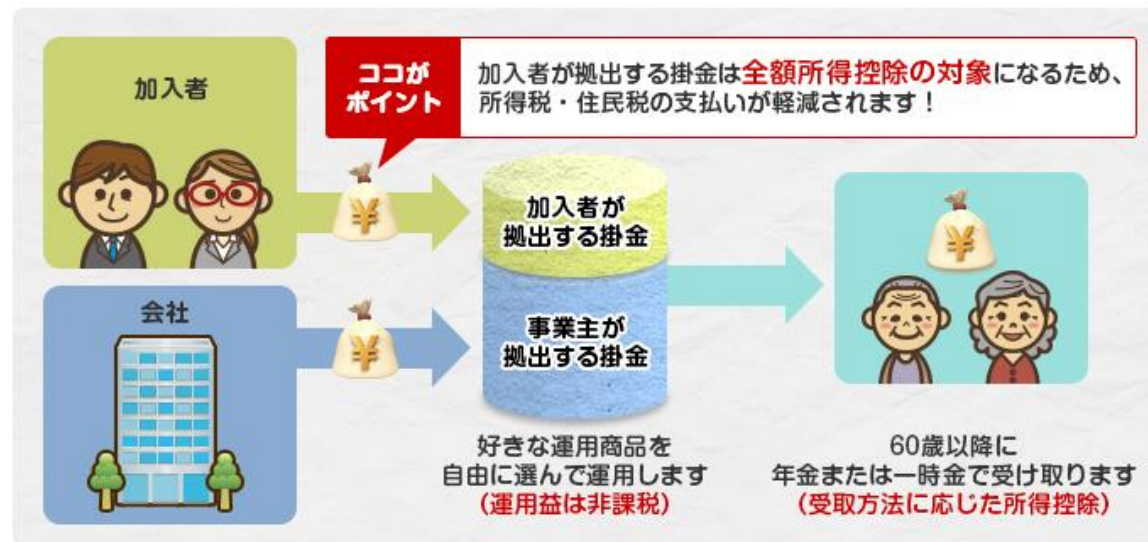 加入者
ココが
ポイント
加入者が拠出する掛金は全額所得控除の対象になるため、
所得税・住民税の支払いが軽減されます!
¥
加入者が
拠出する掛金
¥
会社
¥
事業主が
拠出する掛金
好きな運用商品を
自由に選んで運用します
(運用益は非課税)
60歳以降に
年金または一時金で受け取ります
(受取方法に応じた所得控除)